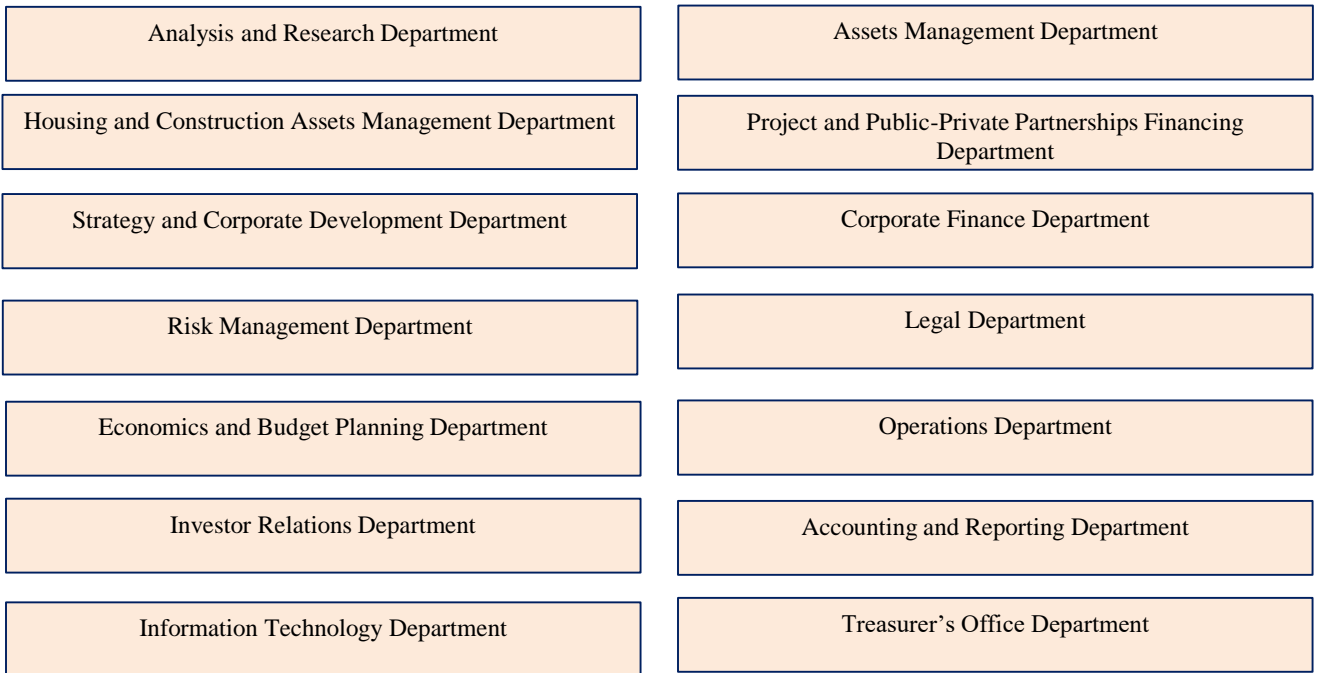 Analysis and Research Department
Assets Management Department
Housing and Construction Assets Management Department
Project and Public-Private Partnerships Financing
Department
Strategy and Corporate Development Department
Corporate Finance Department
Risk Management Department
Legal Department
Economics and Budget Planning Department
Operations Department
Investor Relations Department
Accounting and Reporting Department
Information Technology Department
Treasurer’s Office Department